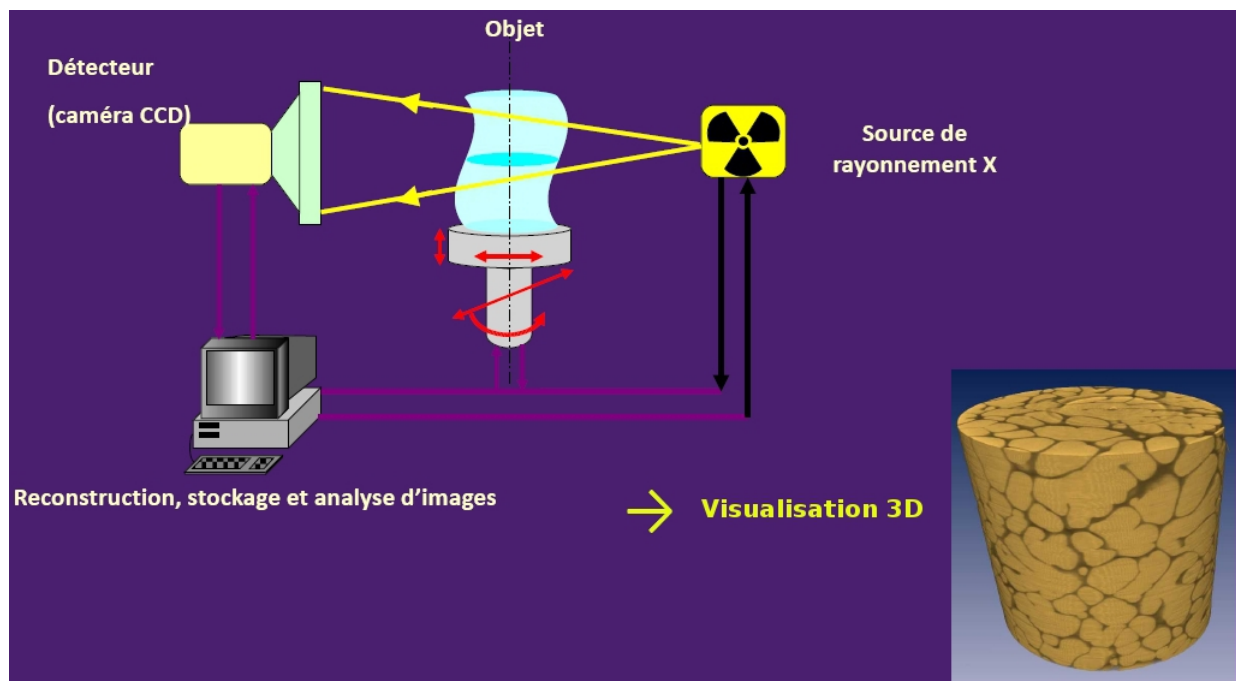 Objet
Détecteur
(caméra CCD)
Source de
rayonnement X
Reconstruction, stockage et analyse d’images
Visualisation 3D